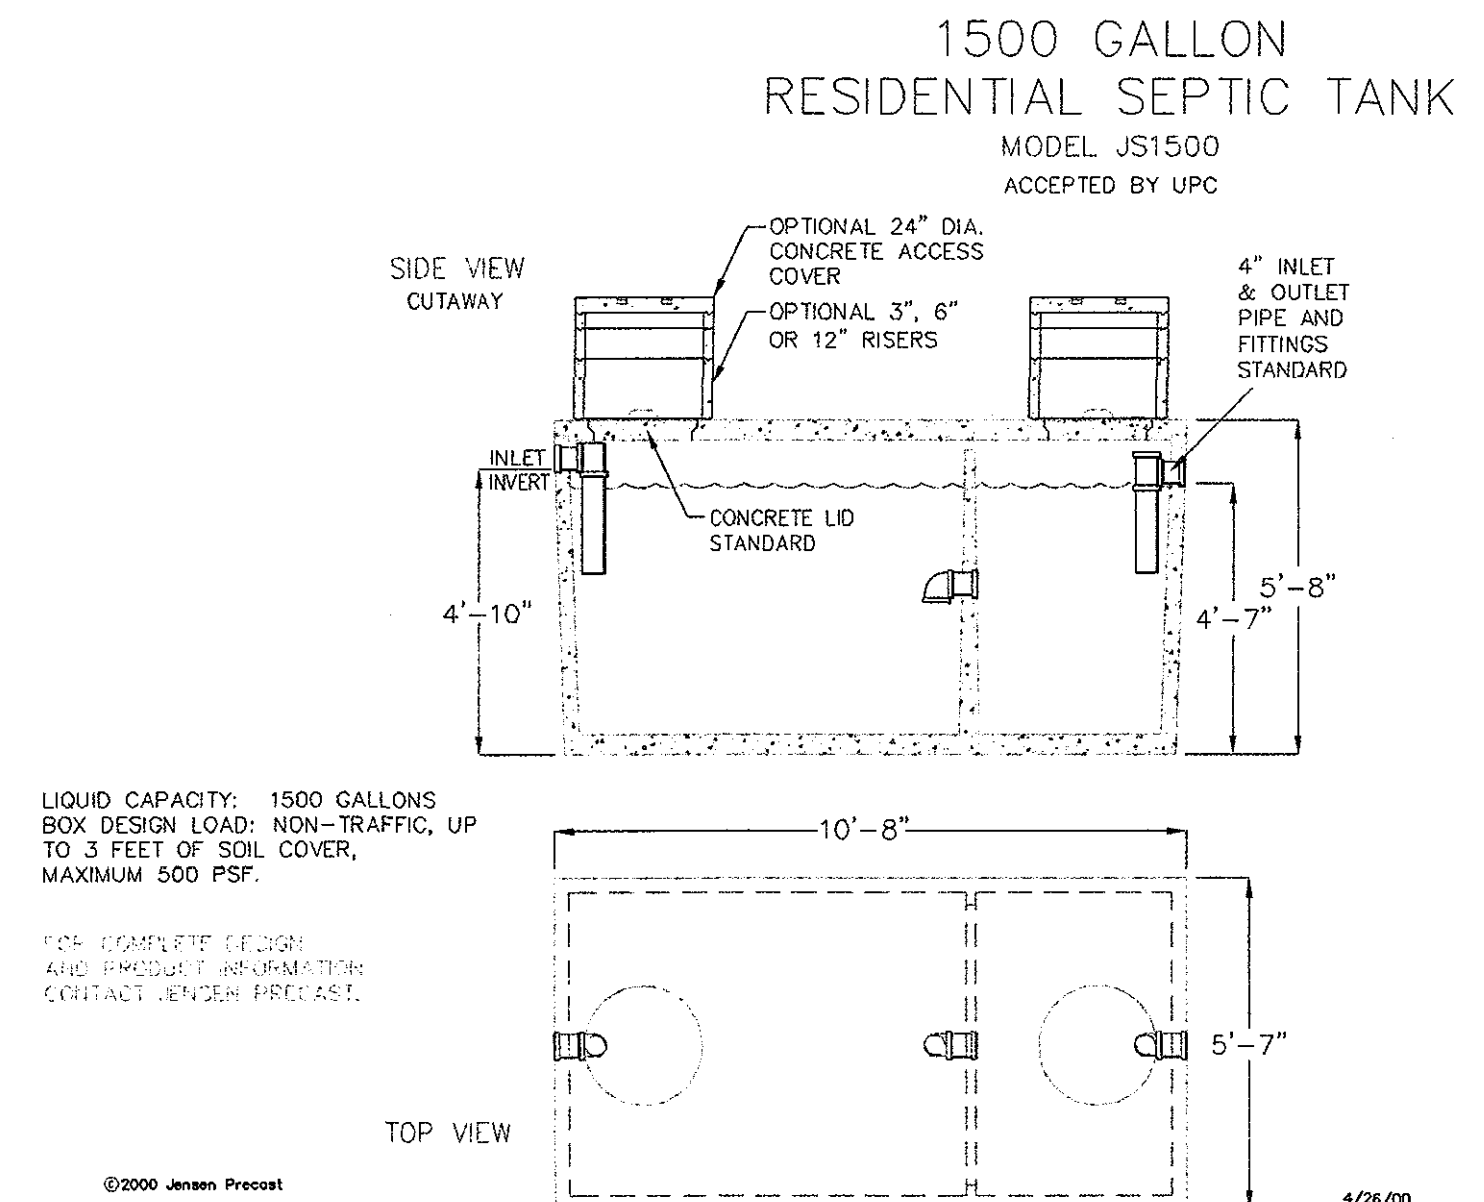 1500 GALLON
RESIDENTIAL SEPTIC TANK
MODEL JS1500
ACCEPTED BY UPC
SIDE VIEW
CUTAWAY
OPTIONAL 24" DIA.
CONCRETE ACCESS
COVER
OPTIONAL 3", 6"
OR 12" RISERS
4" INLET
& OUTLET
PIPE AND
FITTINGS
STANDARD
INLET
INVERT
CONCRETE LID
STANDARD
4'-10"
4'-7"
5'-8"
LIQUID CAPACITY: 1500 GALLONS
BOX DESIGN LOAD: NON-TRAFFIC, UP
TO 3 FEET OF SOIL COVER,
MAXIMUM 500 PSF.
FOR COMPLETE DESIGN
AND PRODUCT INFORMATION
CONTACT JENSEN PRECAST.
10'-8"
5'-7"
TOP VIEW
©2000 Jensen Precast
4/26/00